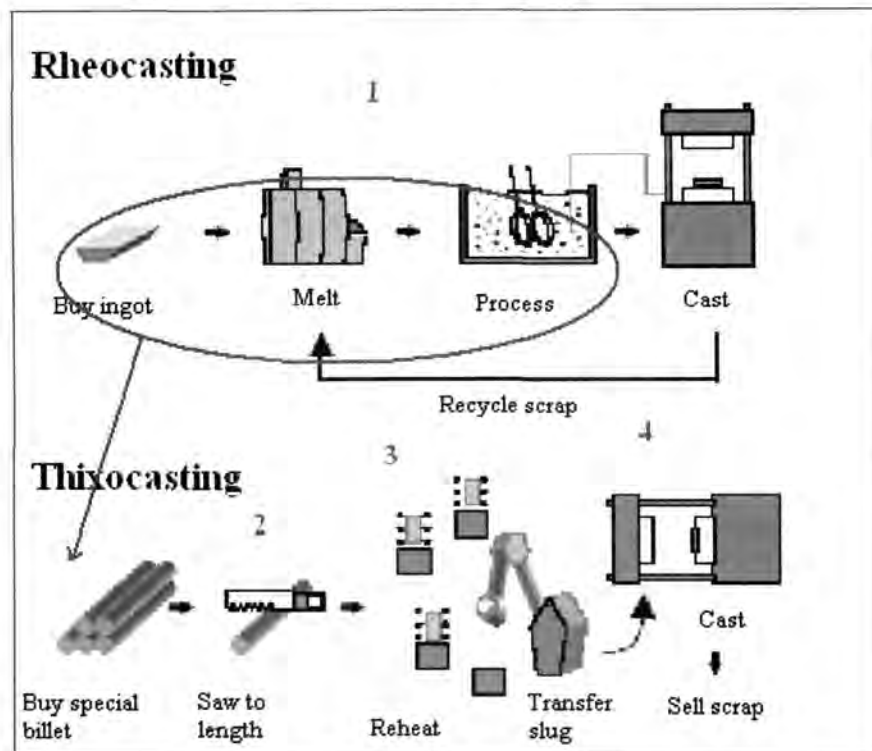 Rheocasting
1
Buy ingot
Melt
Process
Cast
Recycle scrap
4
3
Thixocasting
2
Buy special
billet
Saw to
length
Reheat
Transfer
slug
Cast
Sell scrap